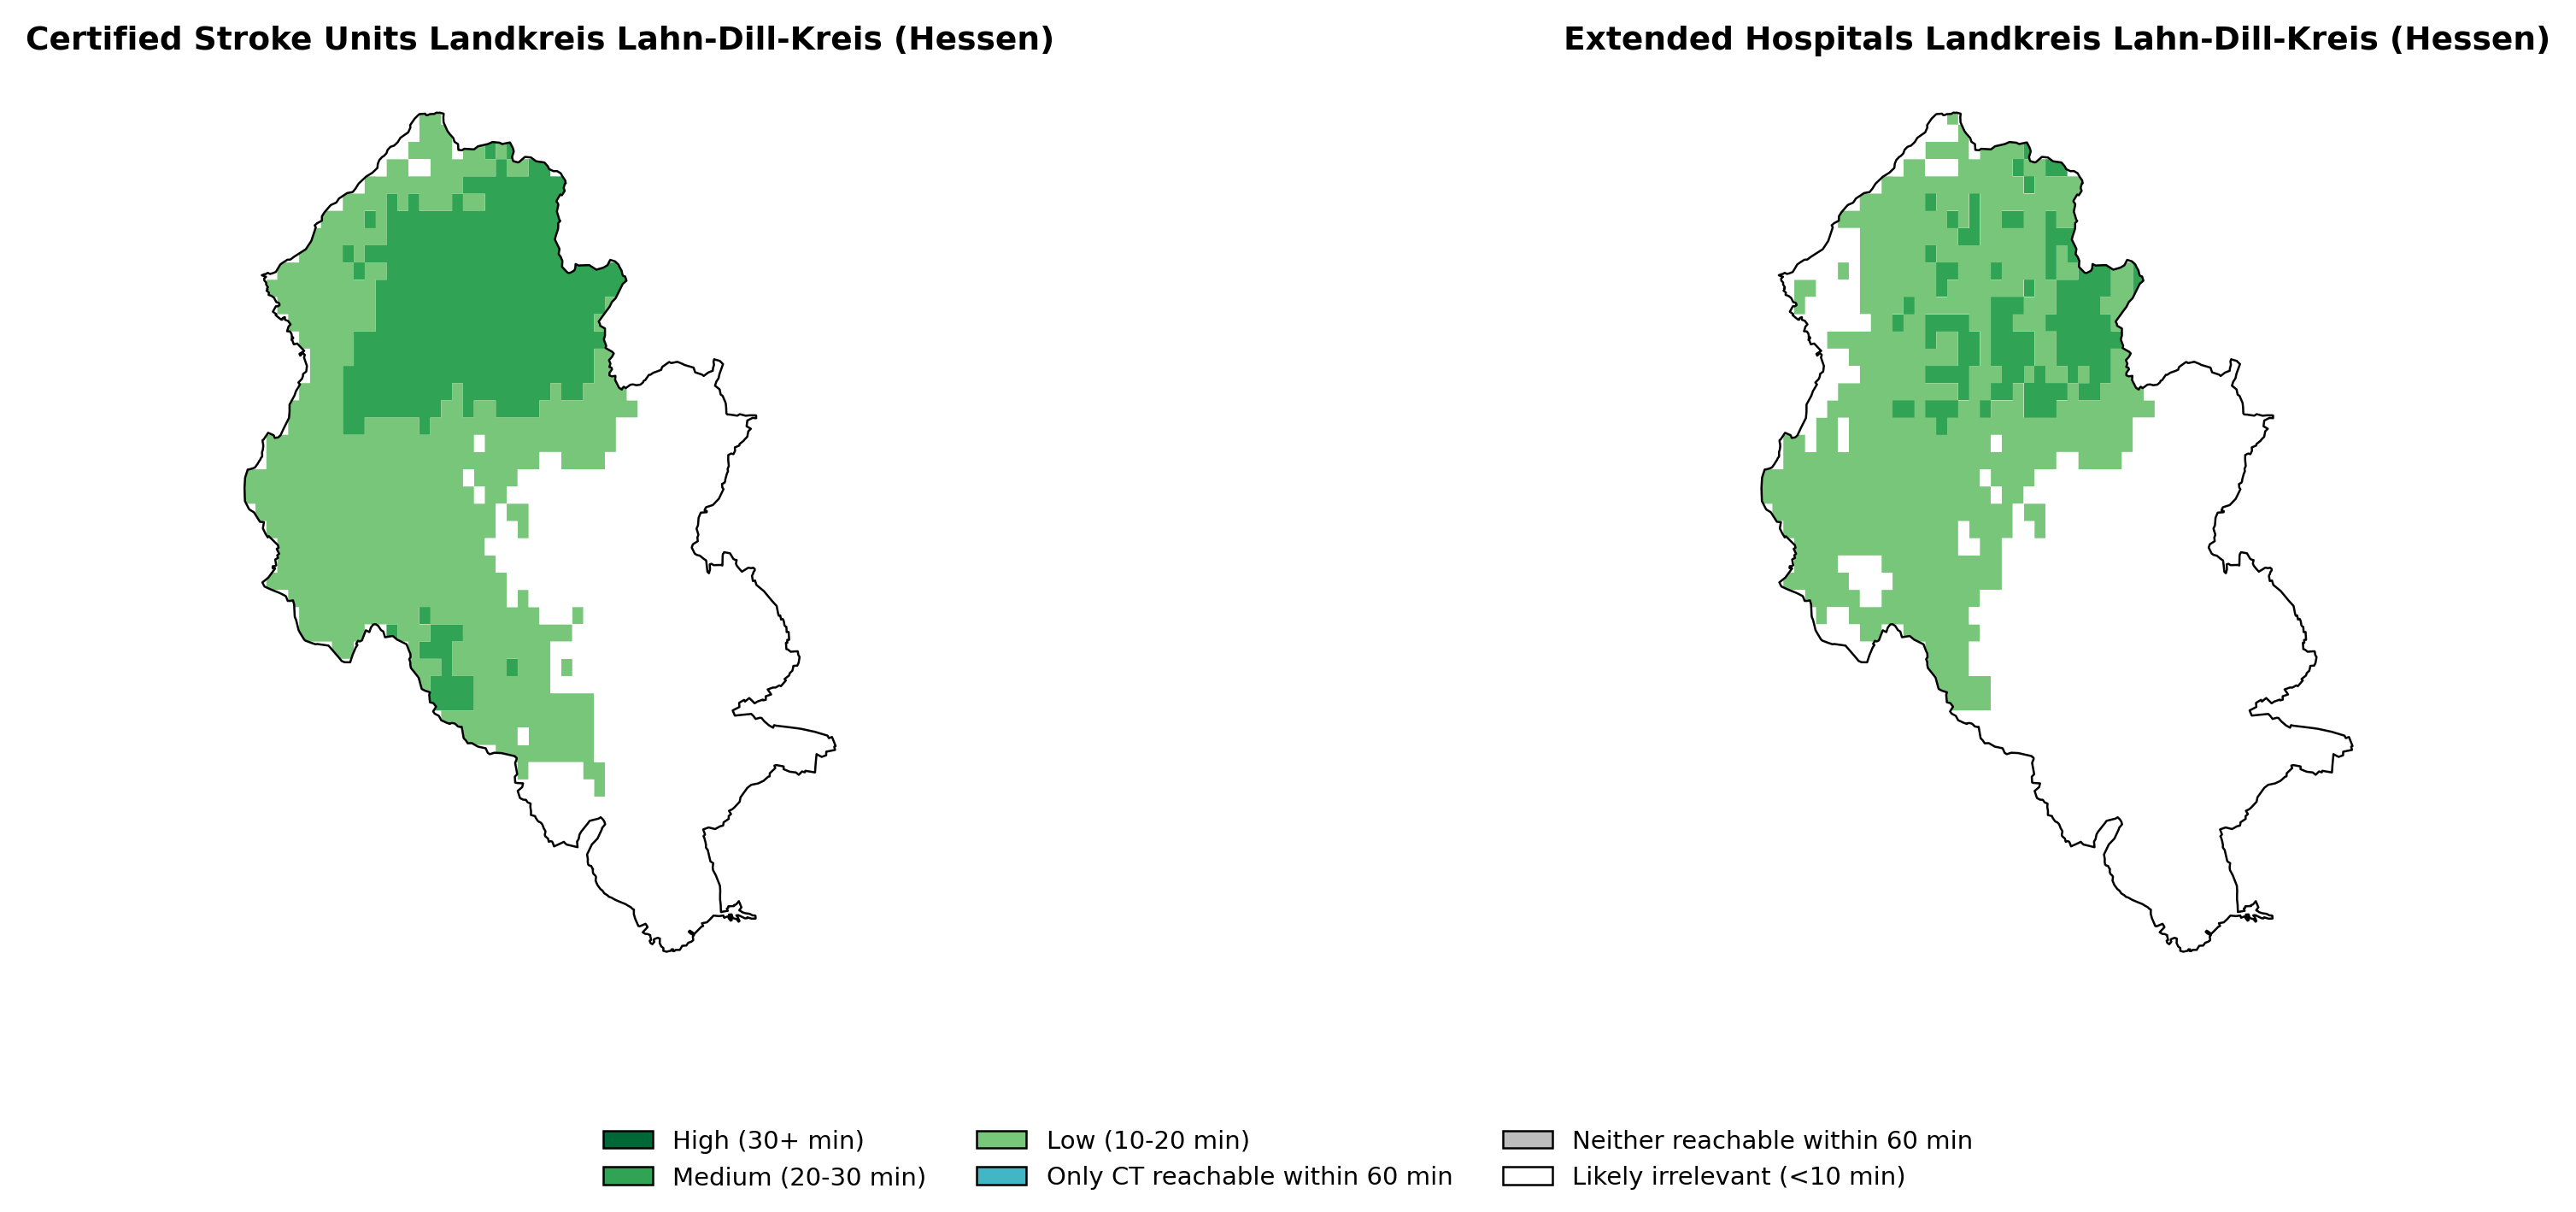 Certified Stroke Units Landkreis Lahn-Dill-Kreis (Hessen)
Extended Hospitals Landkreis Lahn-Dill-Kreis (Hessen)
High (30+ min)
Medium (20-30 min)
Low (10-20 min)
Only CT reachable within 60 min
Neither reachable within 60 min
Likely irrelevant (<10 min)